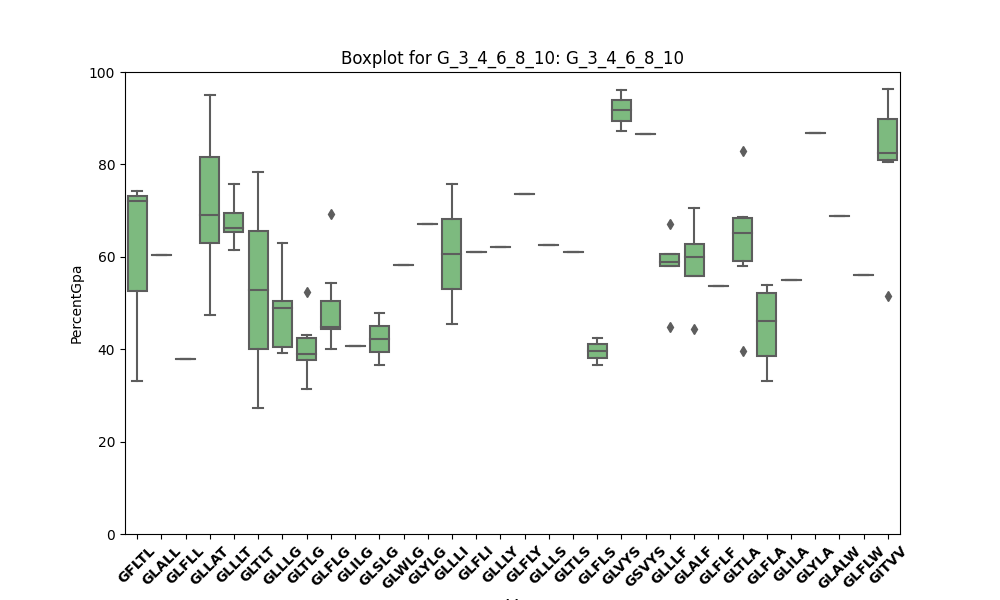 Boxplot for G_3_4_6_8_10: G_3_4_6_8_10
PercentGpa
100
80
60
40
20
0
GFLTL
GLALL
GLFLL
GLLAT
GLLLT
GLTLT
GLLLG
GLTLG
GLFLG
GLILG
GLSLG
GLWLG
GLYLG
GLLLI
GLFLI
GLLLY
GLFLY
GLLLS
GLTLS
GLFLS
GLVYS
GSVYS
GLLLF
GLALF
GLFLF
GLTLA
GLFLA
GLILA
GLYLA
GLALW
GLFLW
GITVV